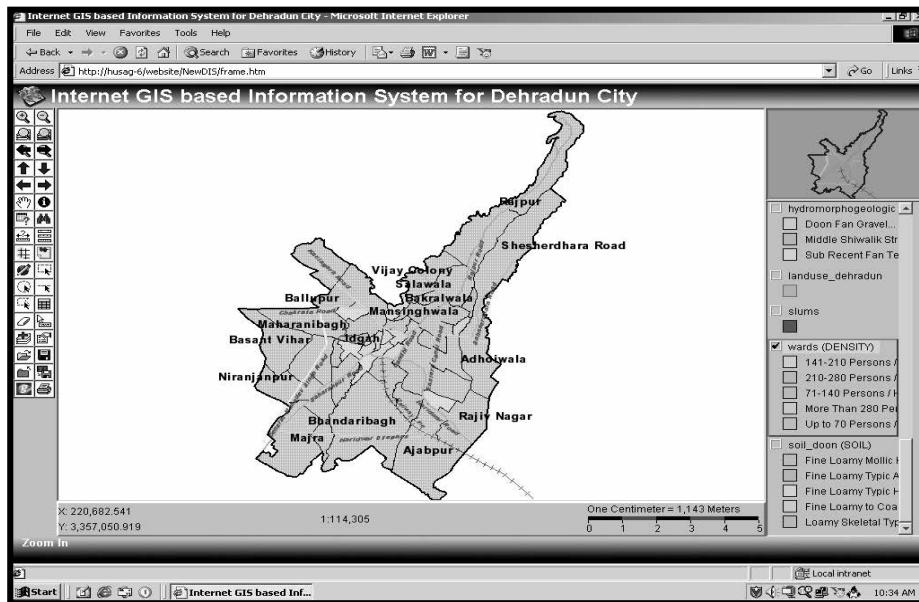 Internet GIS based Information System for Dehradun City - Microsoft Internet Explorer
File Edit View Favorites Tools Help
Back Search Favorites History
Address http://husag-6/website/NewDIS/frame.htm Go Links
Internet GIS based Information System for Dehradun City
Rajpur
Shesherdhara Road
Vijay Colony
Salawala
Ballupur Bakralwala
Chakrata Road Mansinghwala
Maharanibagh
Basant Vihar Idgah
Adhoiwala
Niranjanpur
Bhandaribagh Rajiv Nagar
Majra
Ajabpur
hydromorphogeologic
Doon Fan Gravel...
Middle Shiwalik Str
Sub Recent Fan Te
landuse_dehradun
slums
wards (DENSITY)
141-210 Persons /
210-280 Persons /
71-140 Persons / H
More Than 280 Per
Up to 70 Persons /
soil_doon (SOIL)
Fine Loamy Mollic H
Fine Loamy Typic A
Fine Loamy Typic H
Fine Loamy to Coa
Loamy Skeletal Typ
X: 220,682.541
Y: 3,357,050.919
1:114,305
One Centimeter = 1,143 Meters
0 1 2 3 4 5
Zoom In
Local intranet
Start Internet GIS based Inf... 10:34 AM